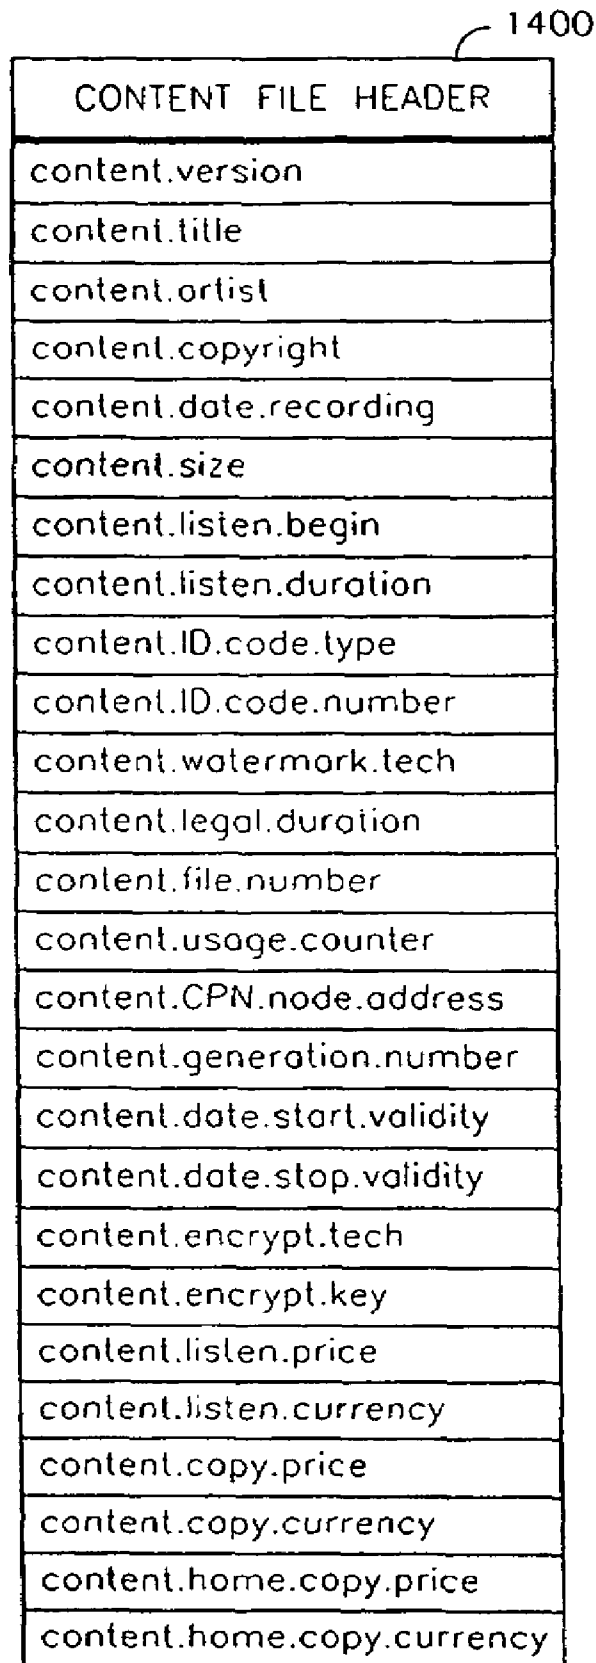 1400
CONTENT FILE HEADER
content.version
content.title
content.artist
content.copyright
content.date.recording
content.size
content.listen.begin
content.listen.duration
content.ID.code.type
content.ID.code.number
content.watermark.tech
content.legal.duration
content.file.number
content.usage.counter
content.CPN.node.address
content.generation.number
content.date.start.validity
content.date.stop.validity
content.encrypt.tech
content.encrypt.key
content.listen.price
content.listen.currency
content.copy.price
content.copy.currency
content.home.copy.price
content.home.copy.currency